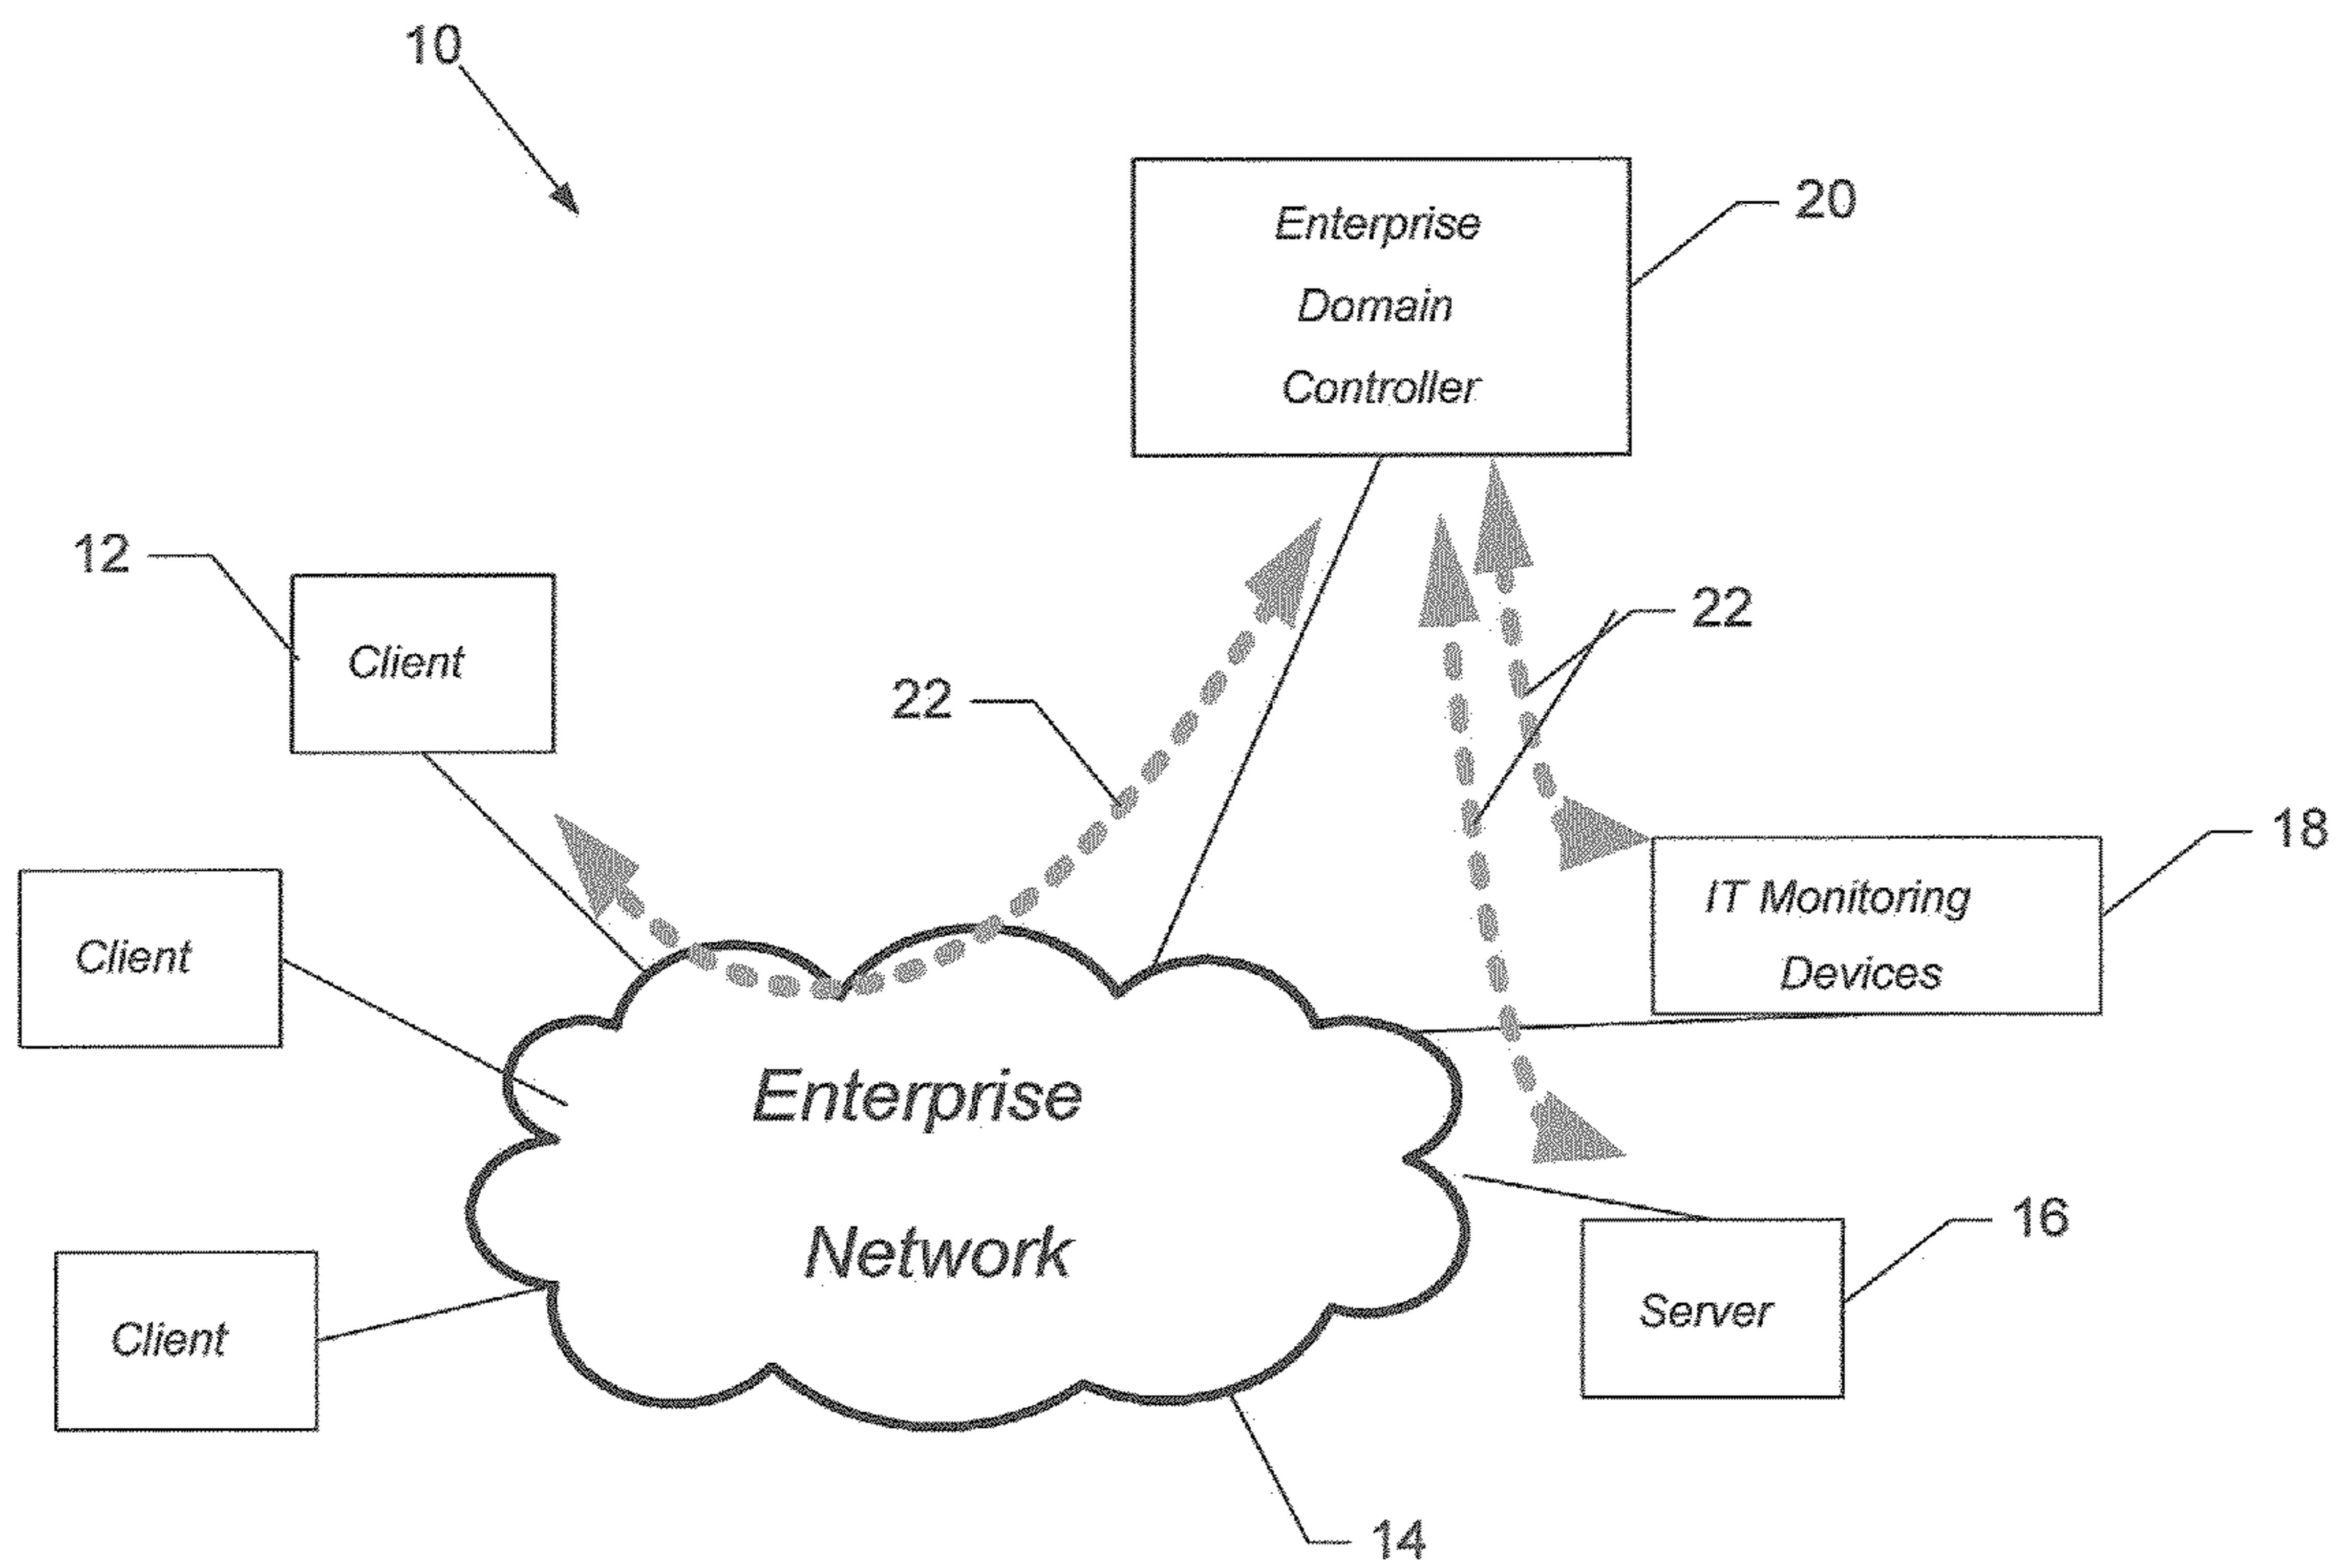 10
Enterprise
Domain
Controller
20
12
Client
22
22
Client
IT Monitoring
Devices
18
Enterprise
Network
Client
Server
16
14